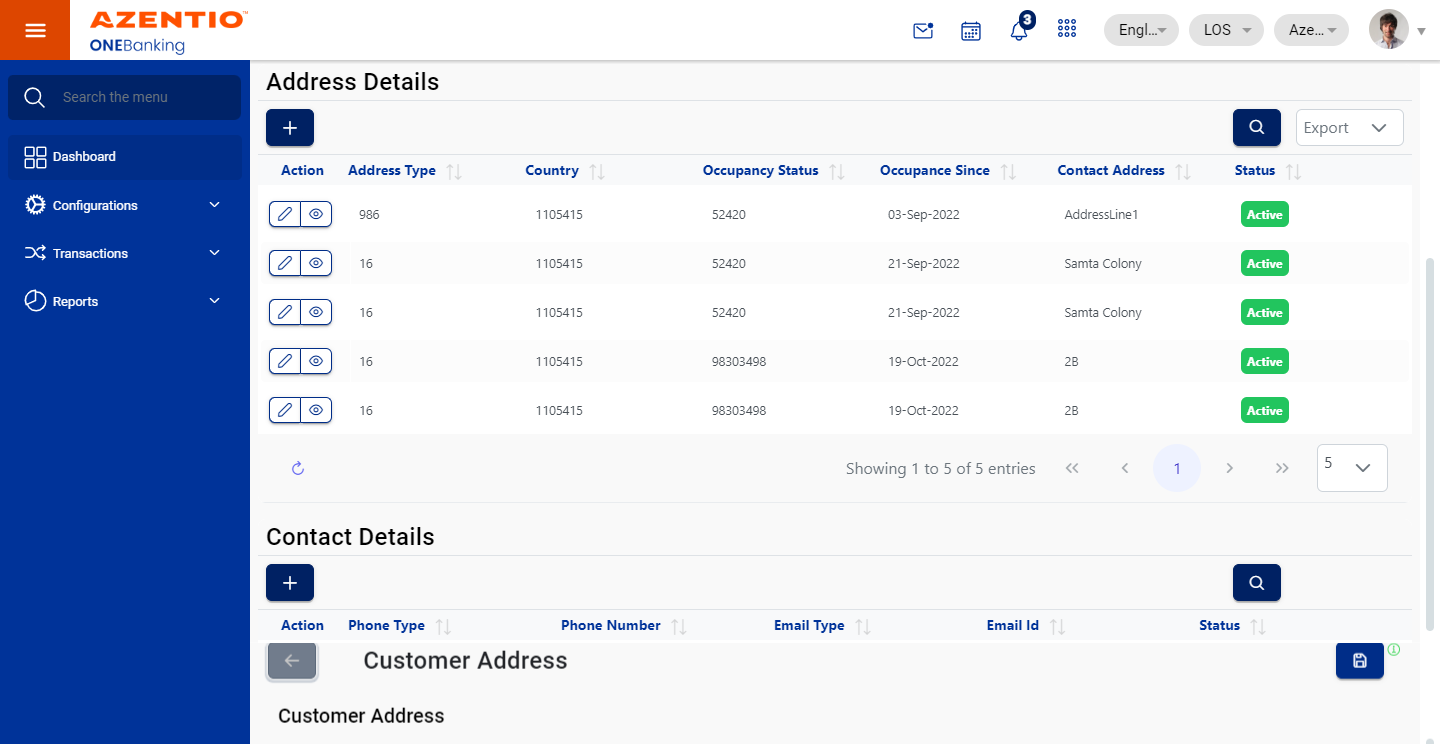 AZENTIO™
ONEBanking
3
Engl...
LOS
Aze...
Search the menu
Dashboard
Configurations
Transactions
Reports
Address Details
Export
Action Address Type Country Occupancy Status Occupance Since Contact Address Status
986 1105415 52420 03-Sep-2022 AddressLine1 Active
16 1105415 52420 21-Sep-2022 Samta Colony Active
16 1105415 52420 21-Sep-2022 Samta Colony Active
16 1105415 98303498 19-Oct-2022 2B Active
16 1105415 98303498 19-Oct-2022 2B Active
Showing 1 to 5 of 5 entries 1 5
Contact Details
Action Phone Type Phone Number Email Type Email Id Status
Customer Address
Customer Address